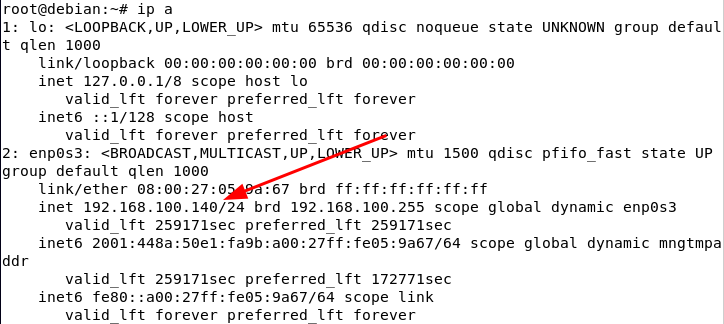 root@debian:~# ip a
1: lo: <LOOPBACK,UP,LOWER_UP> mtu 65536 qdisc noqueue state UNKNOWN group defaul
t qlen 1000
    link/loopback 00:00:00:00:00:00 brd 00:00:00:00:00:00
    inet 127.0.0.1/8 scope host lo
       valid_lft forever preferred_lft forever
    inet6 ::1/128 scope host
       valid_lft forever preferred_lft forever
2: enp0s3: <BROADCAST,MULTICAST,UP,LOWER_UP> mtu 1500 qdisc pfifo_fast state UP
group default qlen 1000
    link/ether 08:00:27:05:9a:67 brd ff:ff:ff:ff:ff:ff
    inet 192.168.100.140/24 brd 192.168.100.255 scope global dynamic enp0s3
       valid_lft 259171sec preferred_lft 259171sec
    inet6 2001:448a:50e1:fa9b:a00:27ff:fe05:9a67/64 scope global dynamic mngtmpa
ddr
       valid_lft 259171sec preferred_lft 172771sec
    inet6 fe80::a00:27ff:fe05:9a67/64 scope link
       valid_lft forever preferred_lft forever